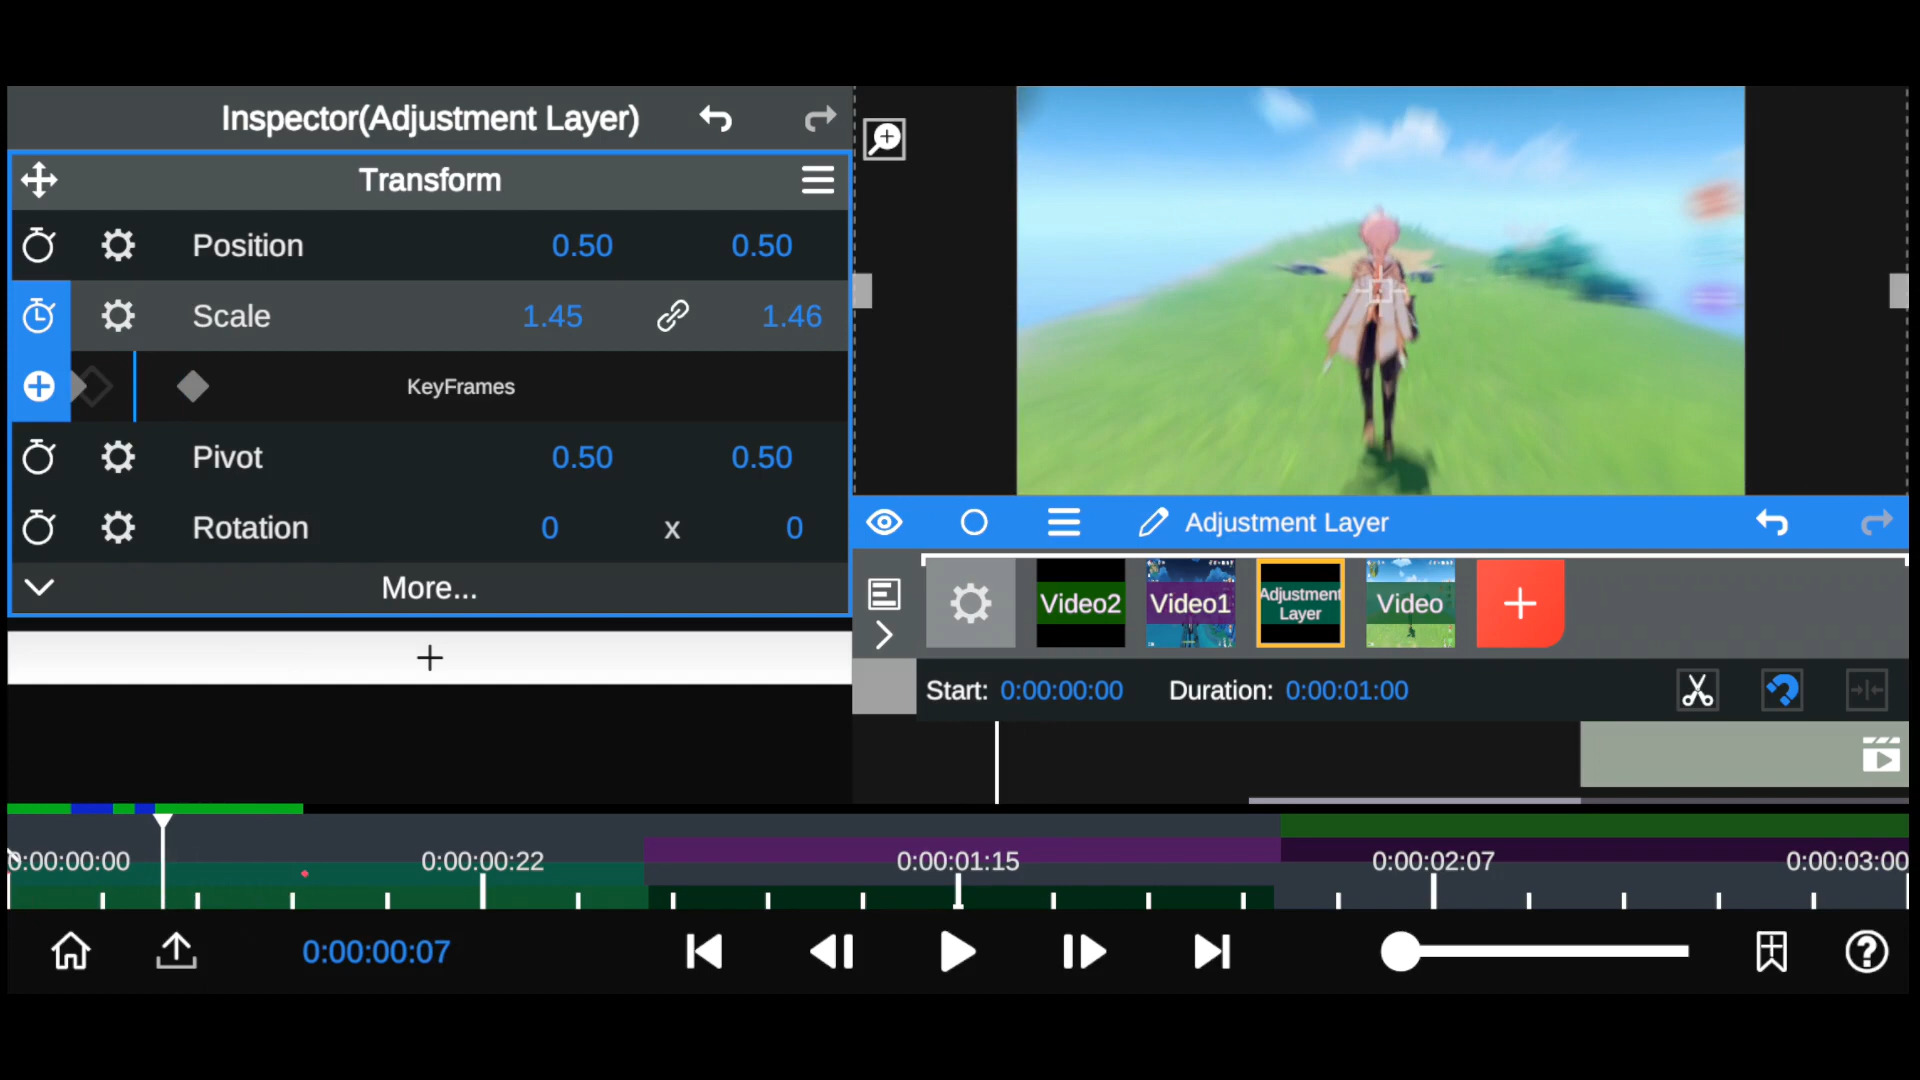 Inspector(Adjustment Layer)
Transform
Position 0.50 0.50
Scale 1.45 1.46
KeyFrames
Pivot 0.50 0.50
Rotation 0 x 0
More...
Adjustment Layer
Video2
Video1
Adjustment
Layer
Video
Start: 0:00:00:00 Duration: 0:00:01:00
0:00:00:00 0:00:00:22 0:00:01:15 0:00:02:07 0:00:03:00
0:00:00:07